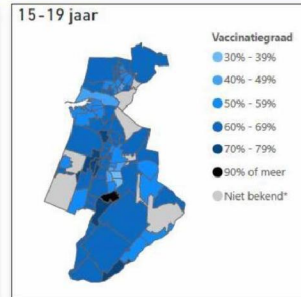 15-19 jaar
Vaccinatiegraad
30% - 39%
40% - 49%
50% - 59%
60% - 69%
70% - 79%
90% of meer
Niet bekend*